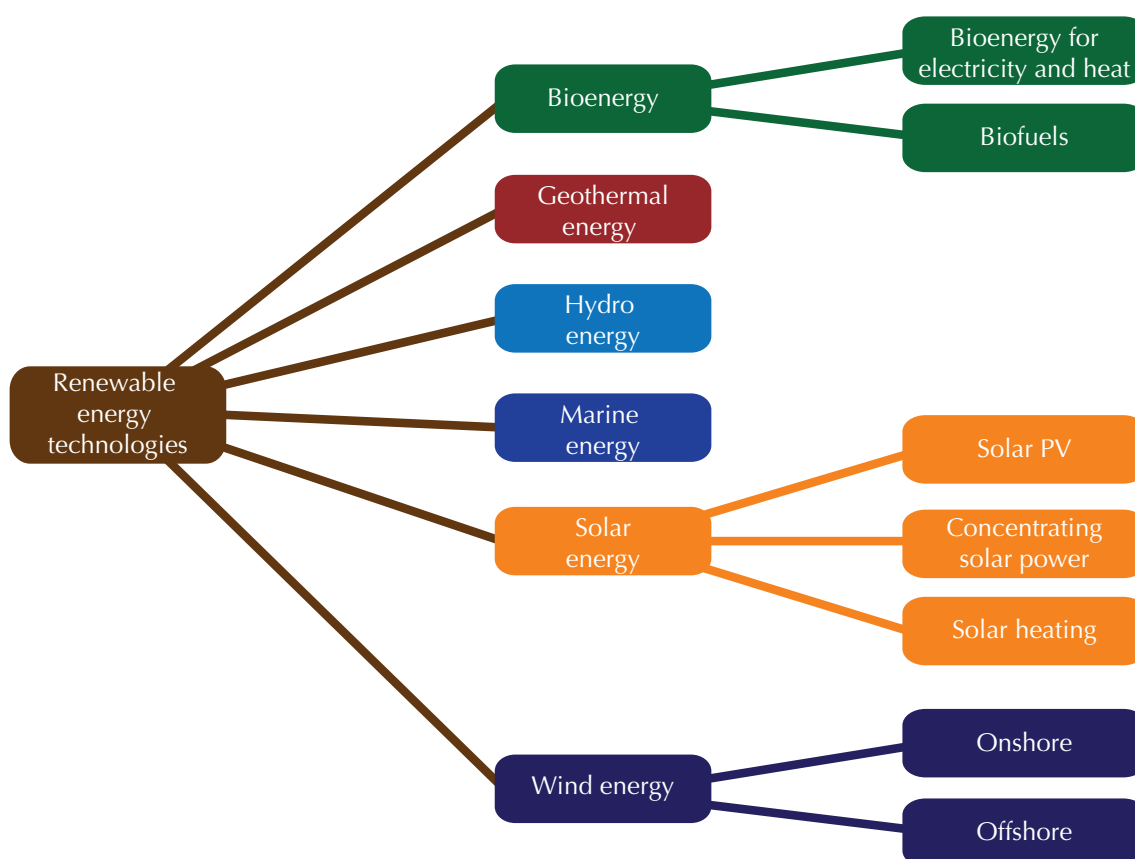 Renewable
energy
technologies
Bioenergy
Bioenergy for
electricity and heat
Biofuels
Geothermal
energy
Hydro
energy
Marine
energy
Solar
energy
Solar PV
Concentrating
solar power
Solar heating
Wind energy
Onshore
Offshore